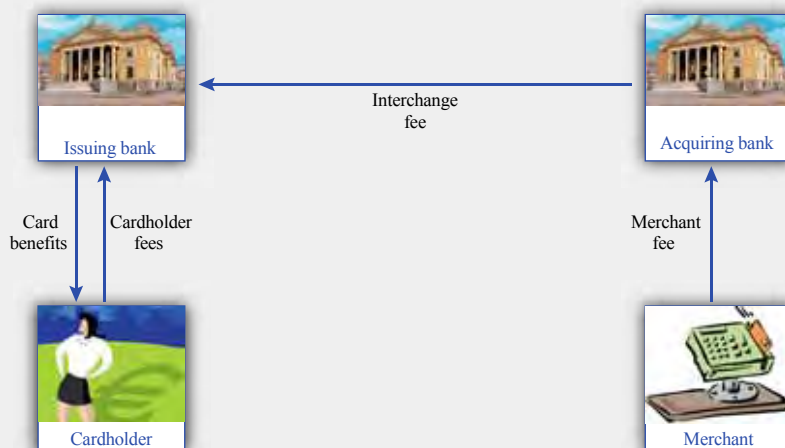 Interchange
fee
Issuing bank
Acquiring bank
Card
benefits
Cardholder
fees
Merchant
fee
Cardholder
Merchant